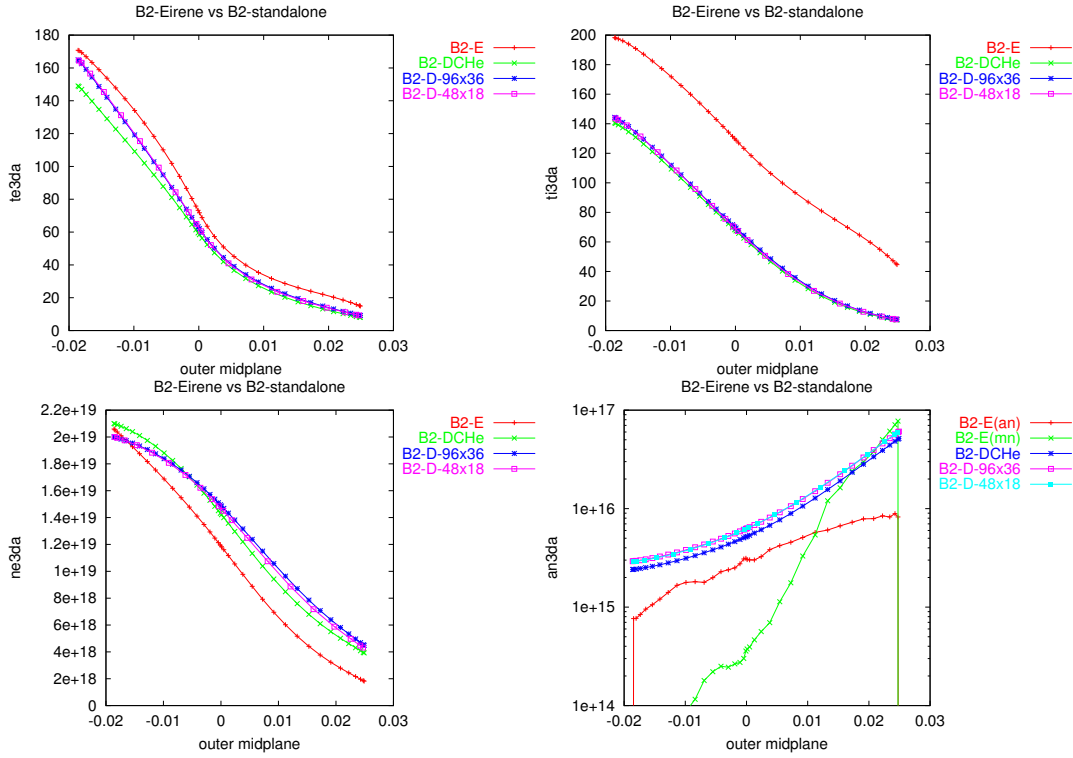 B2-Eirene vs B2-standalone
180
160
140
120
100
80
60
40
20
0
-0.02
-0.01
0
0.01
0.02
0.03
te3da
outer midplane
B2-E
B2-DCHe
B2-D-96x36
B2-D-48x18
B2-Eirene vs B2-standalone
200
180
160
140
120
100
80
60
40
20
0
-0.02
-0.01
0
0.01
0.02
0.03
ti3da
outer midplane
B2-E
B2-DCHe
B2-D-96x36
B2-D-48x18
B2-Eirene vs B2-standalone
2.2e+19
2e+19
1.8e+19
1.6e+19
1.4e+19
1.2e+19
1e+19
8e+18
6e+18
4e+18
2e+18
0
-0.02
-0.01
0
0.01
0.02
0.03
ne3da
outer midplane
B2-E
B2-DCHe
B2-D-96x36
B2-D-48x18
B2-Eirene vs B2-standalone
1e+17
1e+16
1e+15
1e+14
-0.02
-0.01
0
0.01
0.02
0.03
an3da
outer midplane
B2-E(an)
B2-E(mn)
B2-DCHe
B2-D-96x36
B2-D-48x18